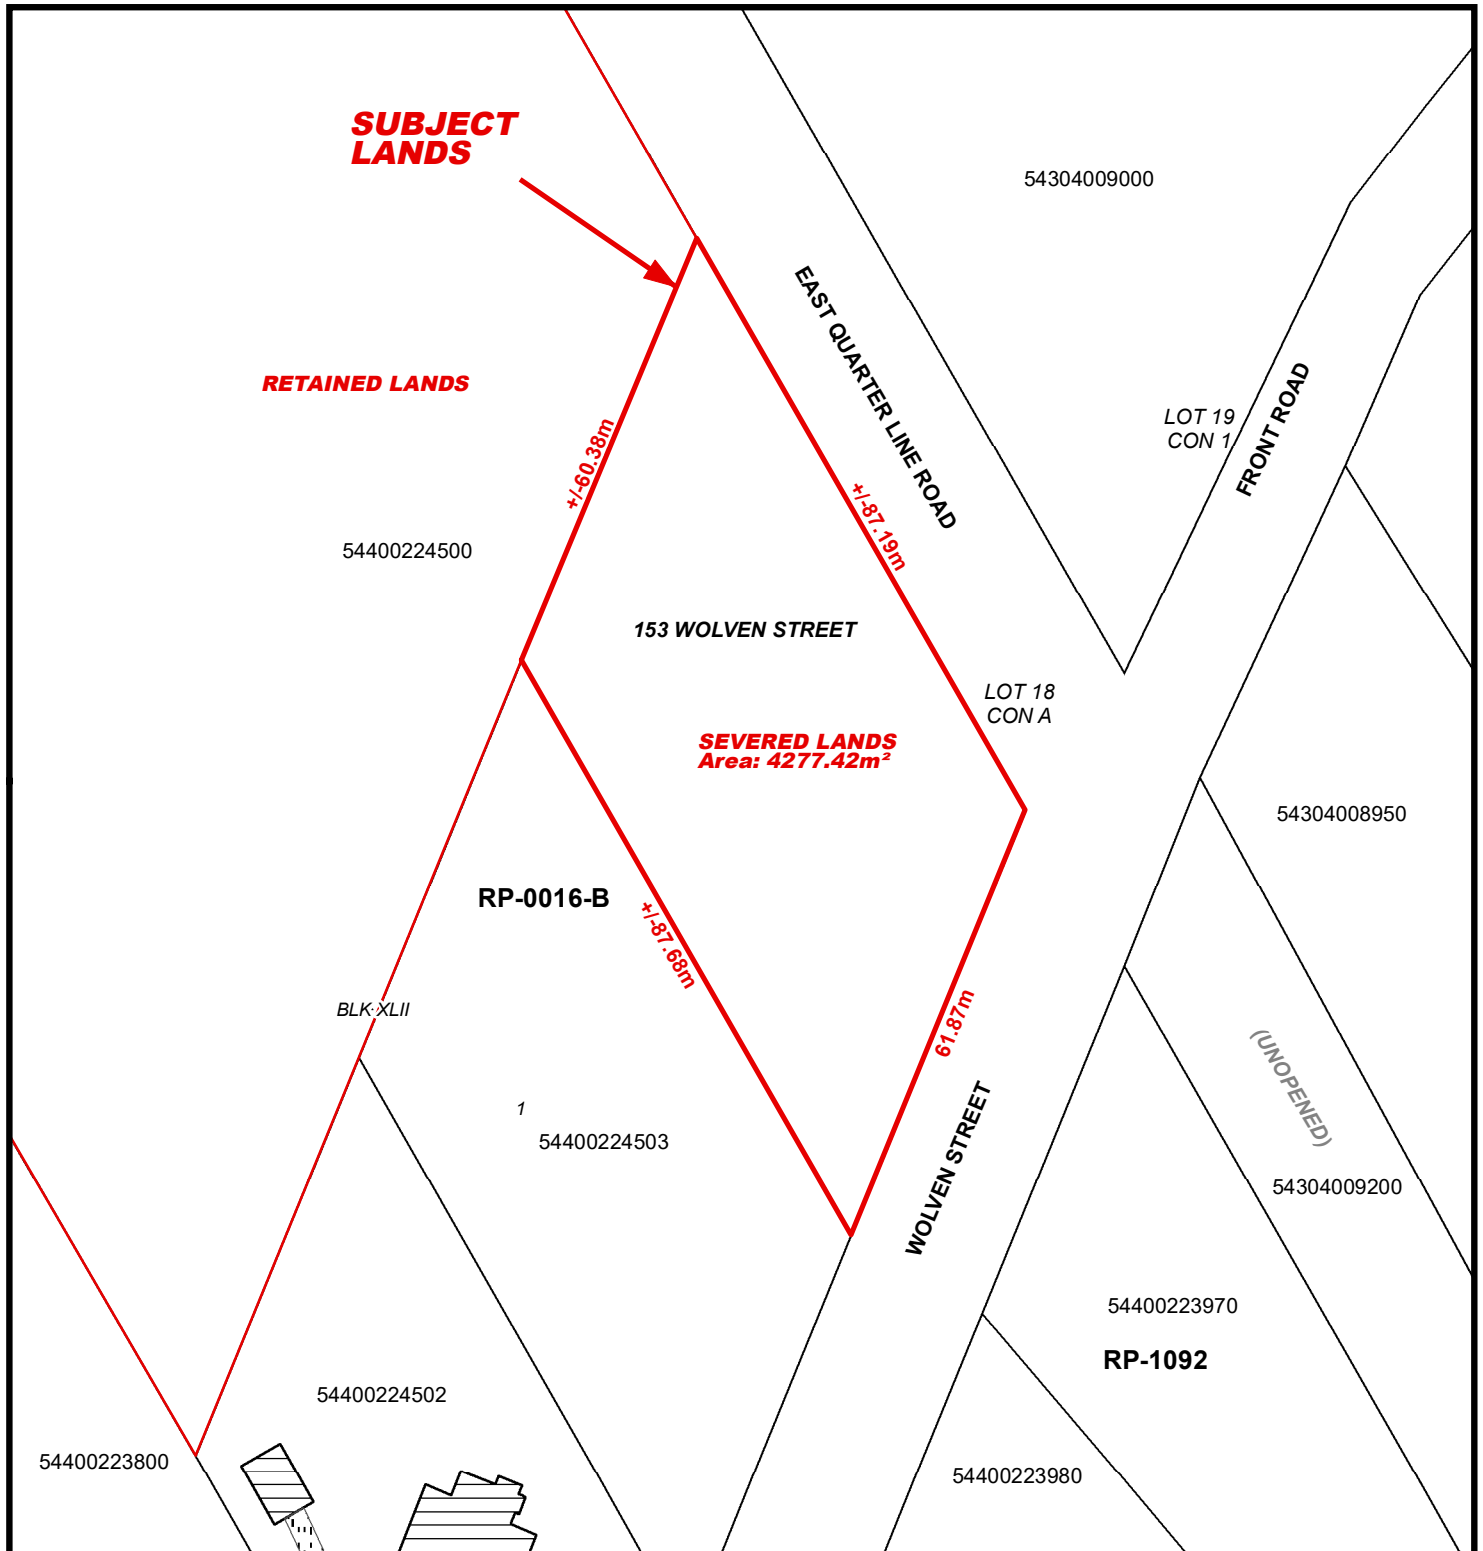 SUBJECT
LANDS
54304009000
EAST QUARTER LINE ROAD
RETAINED LANDS
LOT 19
CON 1
FRONT ROAD
+/-60.38m
+/-87.19m
54400224500
153 WOLVEN STREET
LOT 18
CON A
SEVERED LANDS
Area: 4277.42m²
54304008950
RP-0016-B
+/-87.68m
BLK XLII
61.87m
(UNOPENED)
1
54400224503
WOLVEN STREET
54304009200
54400223970
RP-1092
54400224502
54400223800
54400223980